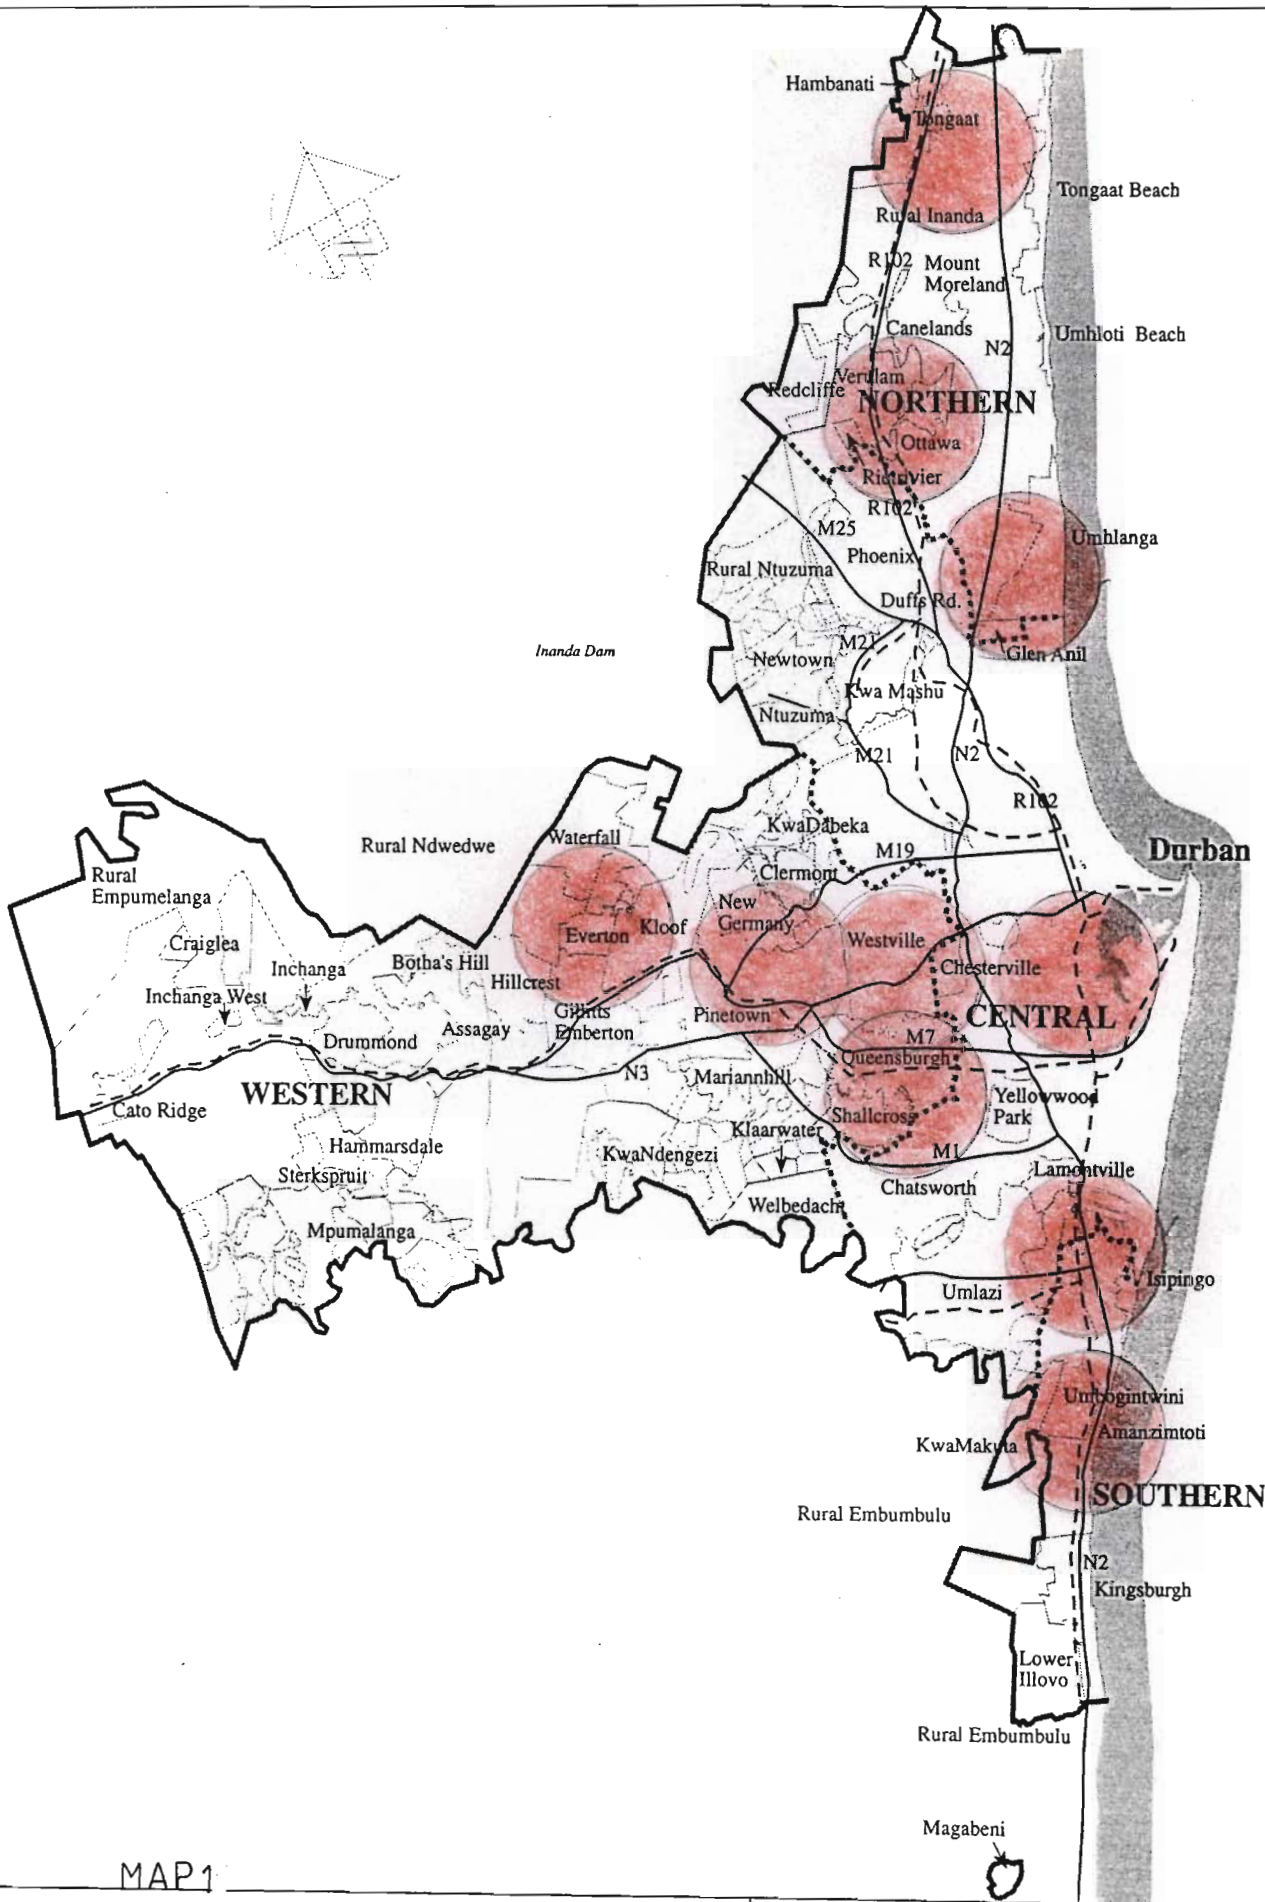 Hambanati
Tongaat
Tongaat Beach
Rural Inanda
R102
Mount
Moreland
Canelands
Umhloti Beach
N2
Verulam
Redcliffe
NORTHERN
Ottawa
Rietrivier
R102
M25
Umhlanga
Phoenix
Rural Ntuzuma
Duffs Rd.
M21
Inanda Dam
Newtown
Glen Anil
Kwa Mashu
Ntuzuma
M21
N2
R102
KwaDabeka
Waterfall
Rural Ndwedwe
M19
Durban
Clermont
Rural
Empumelanga
New
Germany
Kloof
Everton
Westville
Craiglea
Botha's Hill
Inchanga
Chesterville
Hillcrest
Inchanga West
Gillitts
Emberton
Pinetown
CENTRAL
Assagay
Drummond
M7
Queensburgh
N3
Mariannhill
WESTERN
Yellowwood
Park
Cato Ridge
Shallcross
Klaarwater
Hammarsdale
KwaNdengezi
M1
Lamontville
Sterkspruit
Chatsworth
Welbedacht
Mpumalanga
Isipingo
Umlazi
Umbogintwini
Amanzimtoti
KwaMakuta
SOUTHERN
Rural Embumbulu
N2
Kingsburgh
Lower
Illovo
Rural Embumbulu
Magabeni
MAP1